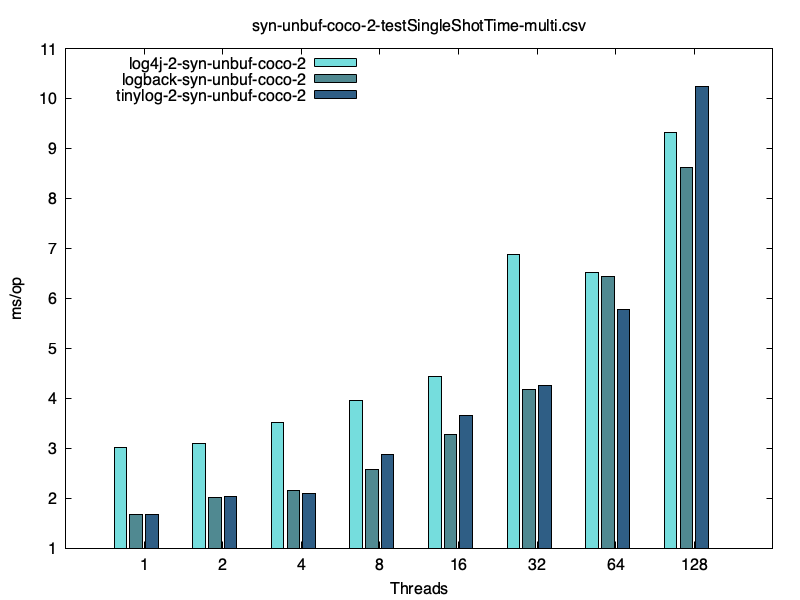 syn-unbuf-coco-2-testSingleShotTime-multi.csv
log4j-2-syn-unbuf-coco-2
logback-syn-unbuf-coco-2
tinylog-2-syn-unbuf-coco-2
11
10
9
8
7
6
5
4
3
2
1
ms/op
1 2 4 8 16 32 64 128
Threads